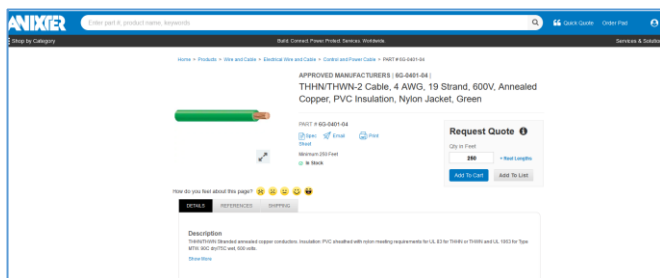 ANIXTER
Enter part #, product name, keywords
Quick Quote
Order Pad
Shop by Category
Build. Connect. Power. Protect. Services. Worldwide.
Services & Solutio
Home > Products > Wire and Cable > Electrical Wire and Cable > Control and Power Cable > PART # 6G-0401-04
APPROVED MANUFACTURERS | 6G-0401-04 |
THHN/TWHN-2 Cable, 4 AWG, 19 Strand, 600V, Annealed
Copper, PVC Insulation, Nylon Jacket, Green
PART # 6G-0401-04
Spec
Sheet
Email
Print
Minimum 250 Feet
In Stock
Request Quote
Qty in Feet
250
+ Reel Lengths
Add To Cart
Add To List
How do you feel about this page?
DETAILS
REFERENCES
SHIPPING
Description
THHN/THWN Stranded annealed copper conductors. Insulation: PVC sheathed with nylon meeting requirements for UL 83 for THHN or THWN and UL 1063 for Type
MTW. 90C dry/75C wet, 600 volts.
Show More